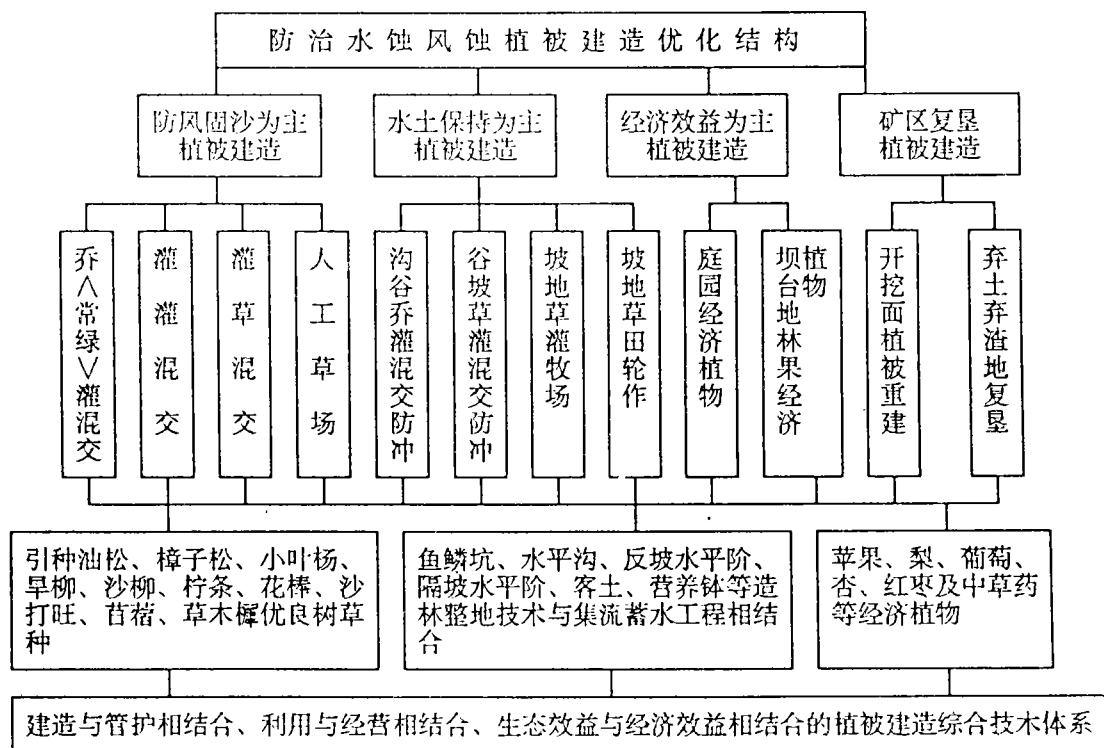 防治水蚀风蚀植被建造优化结构
防风固沙为主
植被建造
水土保持为主
植被建造
经济效益为主
植被建造
矿区复垦
植被建造
乔<常绿>灌混交
灌灌混交
灌草混交
人工草场
沟谷乔灌混交防冲
谷坡草灌混交防冲
坡地草灌牧场
坡地草田轮作
庭园经济植物
坝台地林果经济
植物
开挖面植被重建
弃土弃渣地复垦
引种油松、樟子松、小叶杨、
旱柳、沙柳、柠条、花棒、沙
打旺、苜蓿、草木樨优良树草
种
鱼鳞坑、水平沟、反坡水平阶、
隔坡水平阶、客土、营养钵等造
林整地技术与集流蓄水工程相结
合
苹果、梨、葡萄、
杏、红枣及中草药
等经济植物
建造与管护相结合、利用与经营相结合、生态效益与经济效益相结合的植被建造综合技术体系